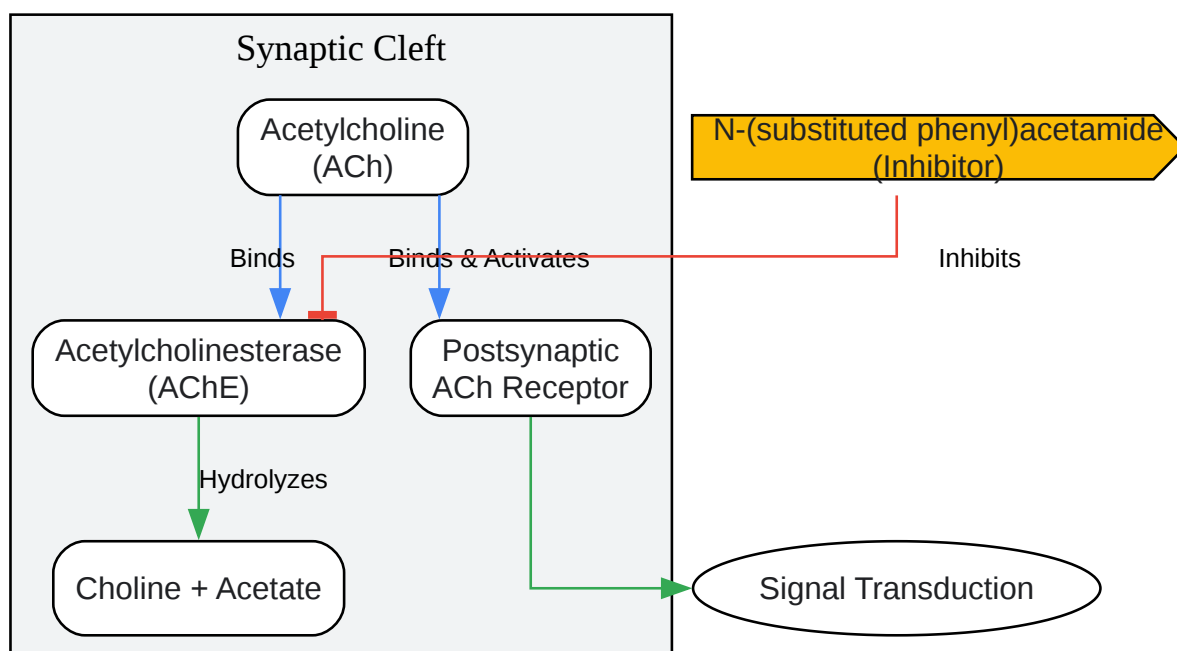 Synaptic Cleft
Acetylcholine
(ACh)
N-(substituted phenyl)acetamide
(Inhibitor)
Binds
Binds & Activates
Inhibits
Acetylcholinesterase
(AChE)
Postsynaptic
ACh Receptor
Hydrolyzes
Choline + Acetate
Signal Transduction